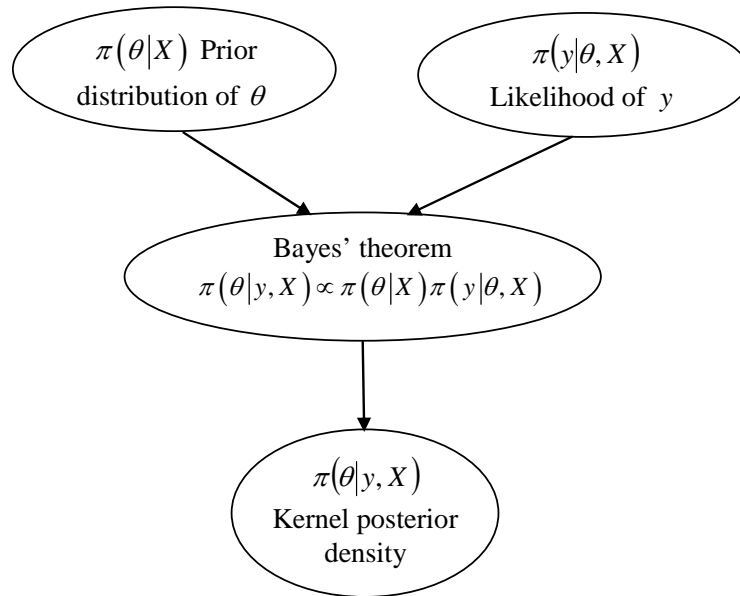 π(θ|X) Prior
distribution of θ
π(y|θ, X)
Likelihood of y
Bayes’ theorem
π(θ|y, X) ∝ π(θ|X)π(y|θ, X)
π(θ|y, X)
Kernel posterior
density